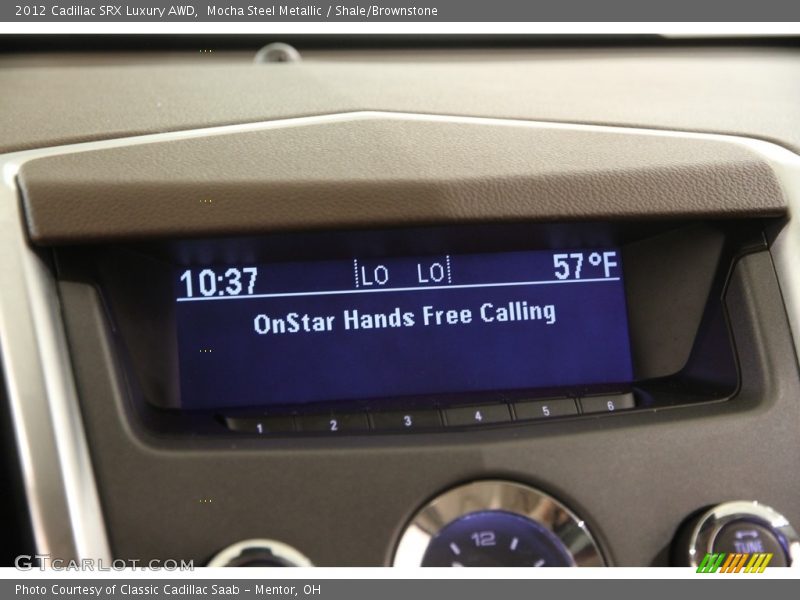 2012 Cadillac SRX Luxury AWD,  Mocha Steel Metallic / Shale/Brownstone
10:37 LO LO 57°F
OnStar Hands Free Calling
1 2 3 4 5 6
12
TUNE
GTCARLOT.COM
Photo Courtesy of Classic Cadillac Saab - Mentor, OH